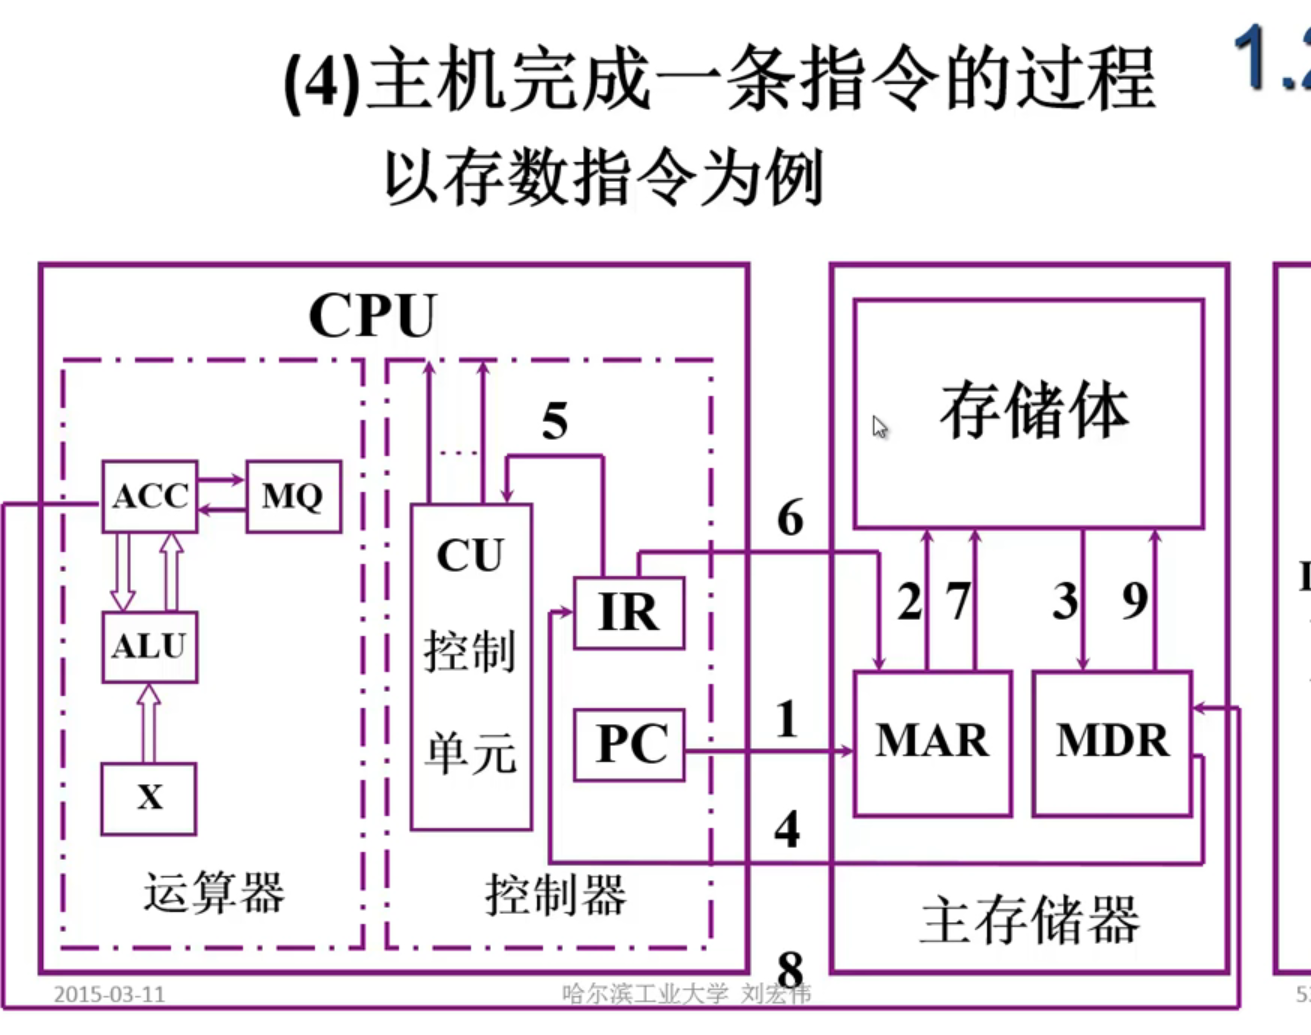 (4)主机完成一条指令的过程
1.2
以存数指令为例
CPU
ACC
MQ
ALU
X
运算器
5
CU
控制
单元
IR
PC
控制器
6
1
4
8
存储体
2
7
3
9
MAR
MDR
主存储器
2015-03-11
哈尔滨工业大学 刘宏伟